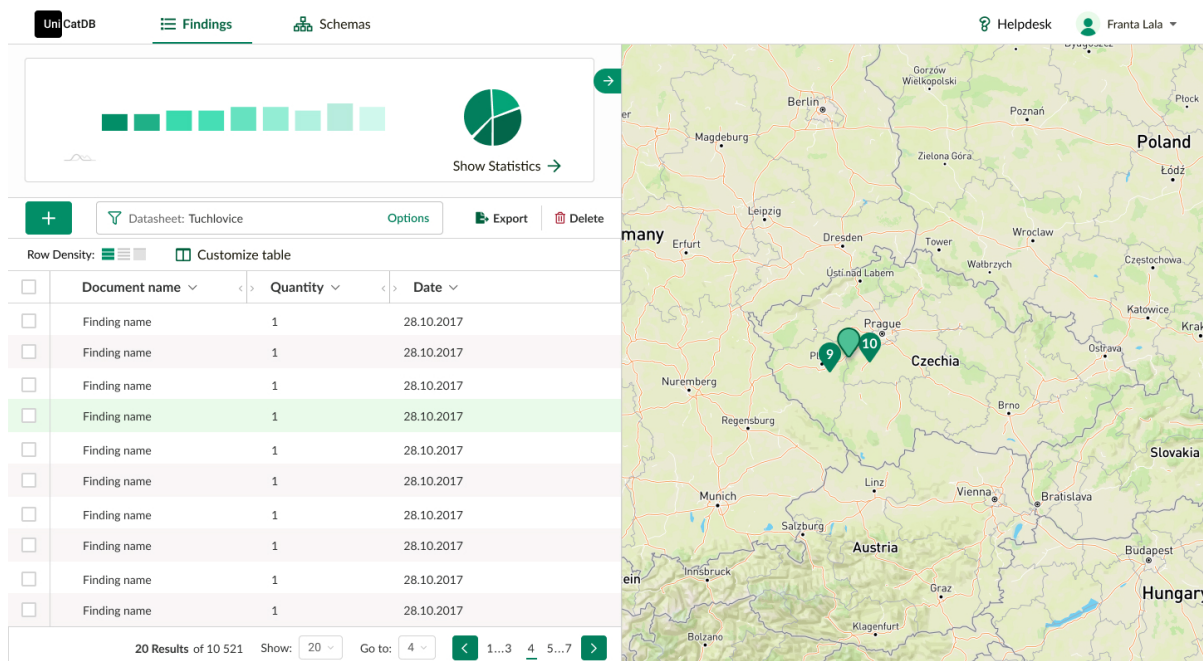 UniCatDB
Findings
Schemas
Helpdesk
Franta Lala
Show Statistics
Datasheet: Tuchlovice
Options
Export
Delete
Row Density:
Customize table
Document name
Quantity
Date
Finding name 1 28.10.2017
Finding name 1 28.10.2017
Finding name 1 28.10.2017
Finding name 1 28.10.2017
Finding name 1 28.10.2017
Finding name 1 28.10.2017
Finding name 1 28.10.2017
Finding name 1 28.10.2017
Finding name 1 28.10.2017
Finding name 1 28.10.2017
20 Results of 10 521
Show: 20
Go to: 4
1...3 4 5...7
Gorzów
Wielkopolski
Berlin
Poznań
Płock
Magdeburg
Poland
Zielona Góra
Łódź
Leipzig
many
Erfurt
Dresden
Tower
Wroclaw
Wałbrzych
Częstochowa
Ústí nad Labem
Katowice
Prague
Krak
9
10
Ostrava
Czechia
Nuremberg
Brno
Regensburg
Slovakia
Linz
Munich
Vienna
Bratislava
Salzburg
Austria
Budapest
Innsbruck
ein
Graz
Hungary
Klagenfurt
Bolzano